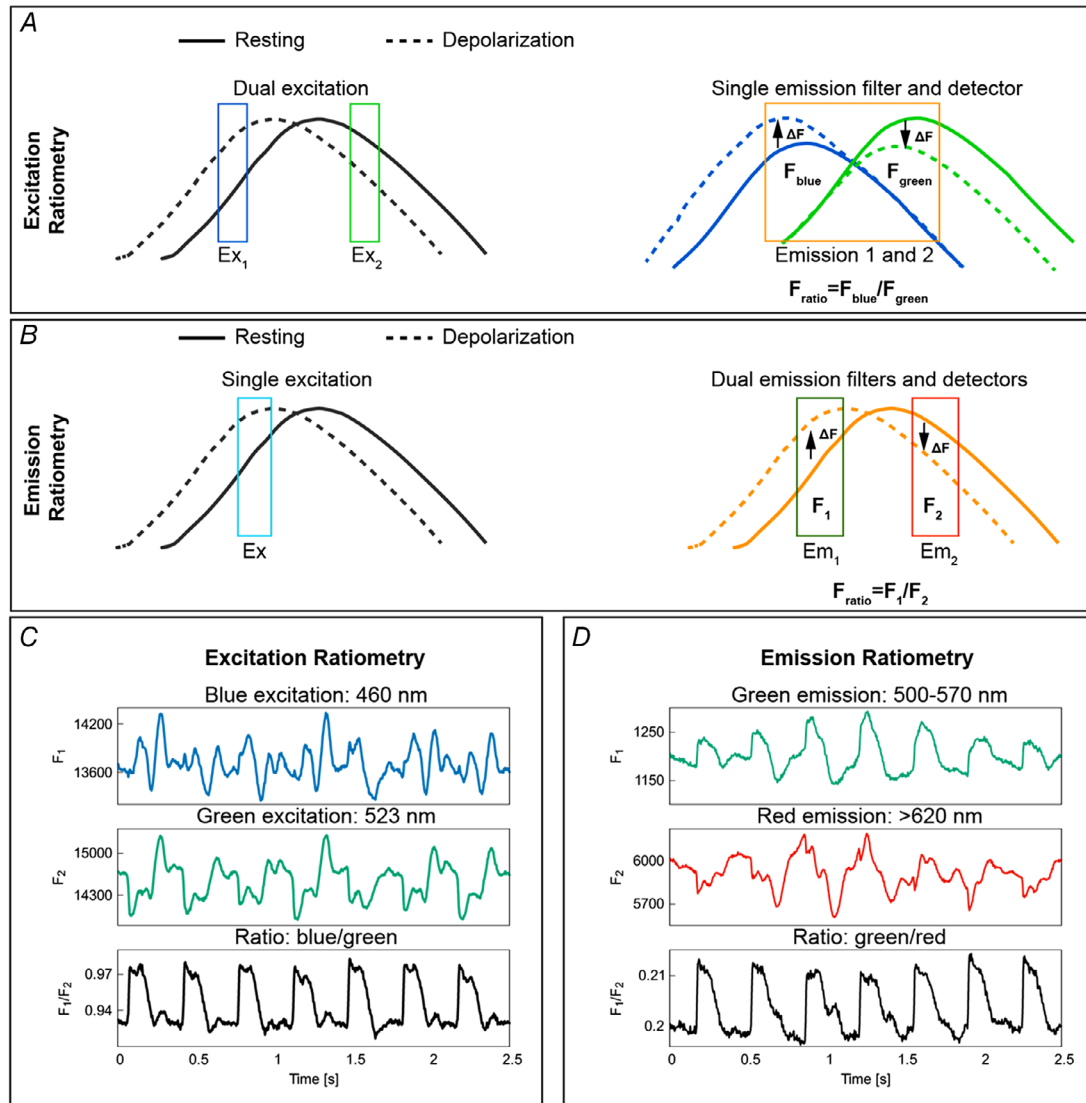 A
Resting
Depolarization
Excitation
Ratiometry
Dual excitation
Ex1
Ex2
Single emission filter and detector
ΔF
ΔF
Fblue
Fgreen
Emission 1 and 2
Fratio=Fblue/Fgreen
B
Resting
Depolarization
Emission
Ratiometry
Single excitation
Ex
Dual emission filters and detectors
ΔF
ΔF
F1
F2
Em1
Em2
Fratio=F1/F2
C
Excitation Ratiometry
Blue excitation: 460 nm
14200
13600
F1
Green excitation: 523 nm
15000
14300
F2
Ratio: blue/green
0.97
0.94
F1/F2
0 0.5 1 1.5 2 2.5
Time [s]
D
Emission Ratiometry
Green emission: 500-570 nm
1250
1150
F1
Red emission: >620 nm
6000
5700
F2
Ratio: green/red
0.21
0.2
F1/F2
0 0.5 1 1.5 2 2.5
Time [s]